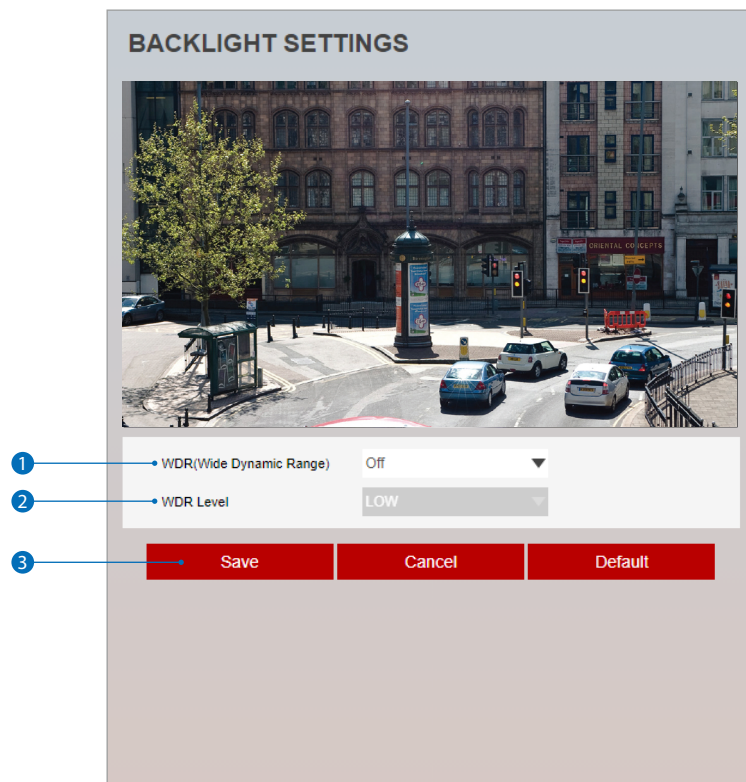 BACKLIGHT SETTINGS
ORIENTAL CONCEPTS
1 WDR(Wide Dynamic Range) Off
2 WDR Level LOW
3 Save Cancel Default